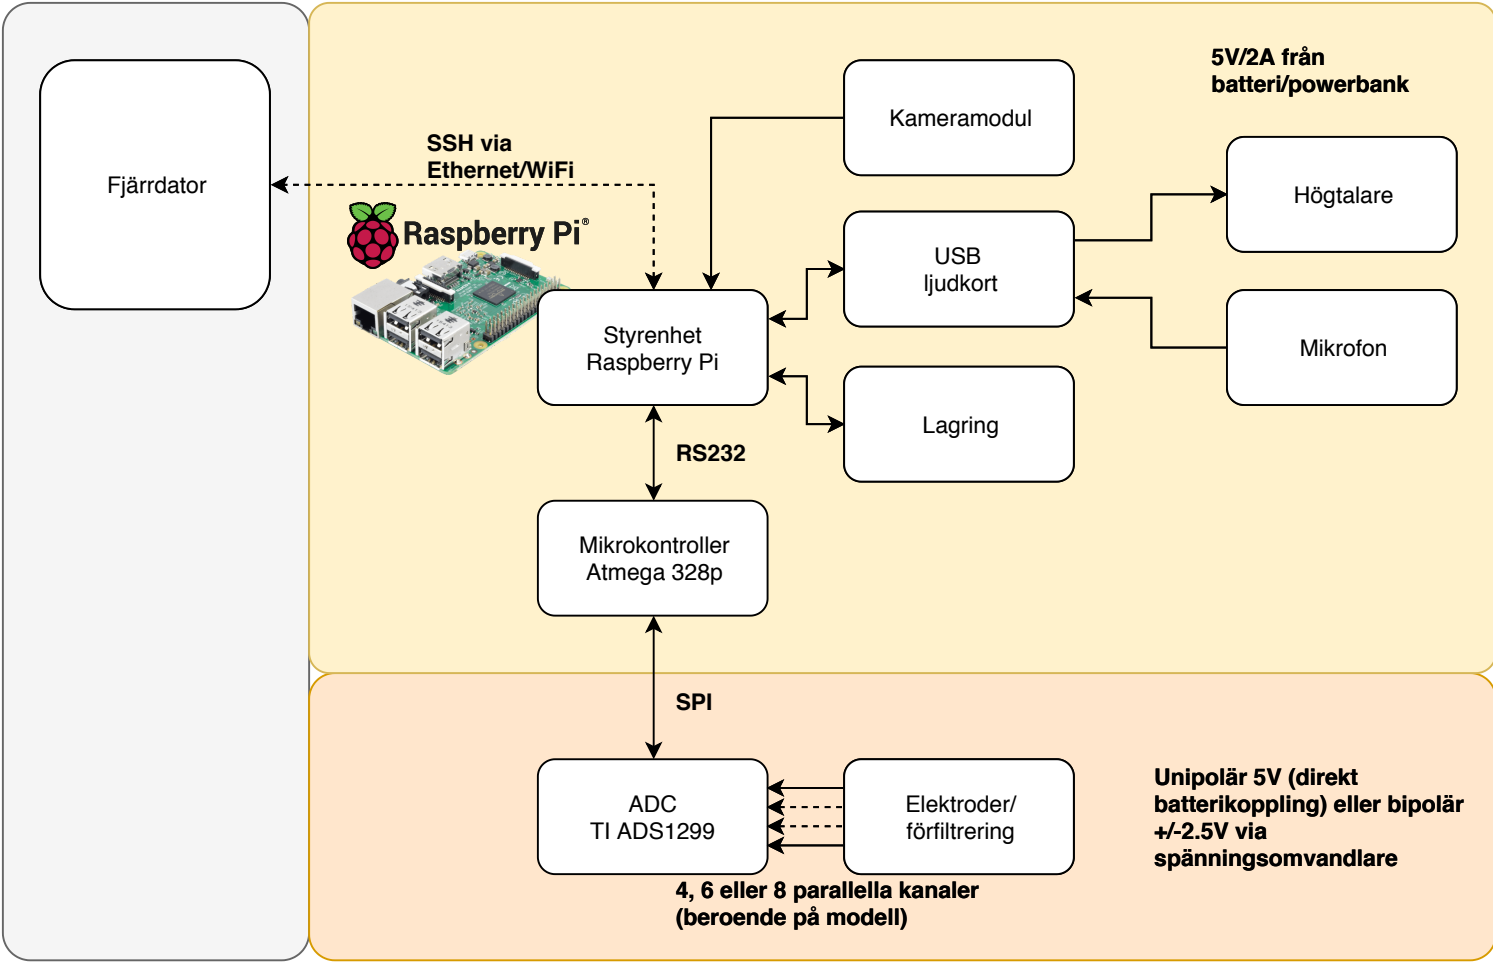 5V/2A från
batteri/powerbank
Kameramodul
SSH via
Ethernet/WiFi
Fjärrdator
Högtalare
Raspberry Pi®
USB
ljudkort
Styrenhet
Raspberry Pi
Mikrofon
Lagring
RS232
Mikrokontroller
Atmega 328p
SPI
ADC
TI ADS1299
Elektroder/
förfiltrering
Unipolär 5V (direkt
batterikoppling) eller bipolär
+/-2.5V via
spänningsomvandlare
4, 6 eller 8 parallella kanaler
(beroende på modell)